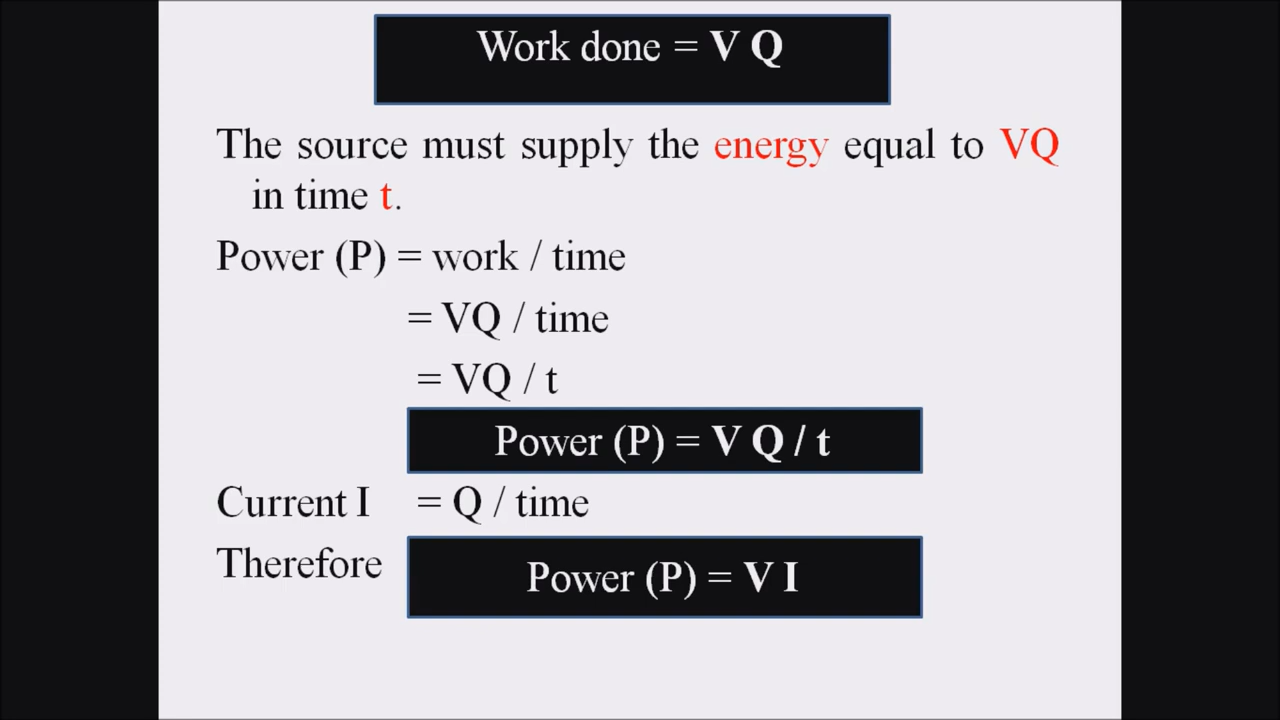 Work done = V Q
The source must supply the energy equal to VQ
in time t.
Power (P) = work / time
= VQ / time
= VQ / t
Power (P) = V Q / t
Current I = Q / time
Therefore
Power (P) = V I